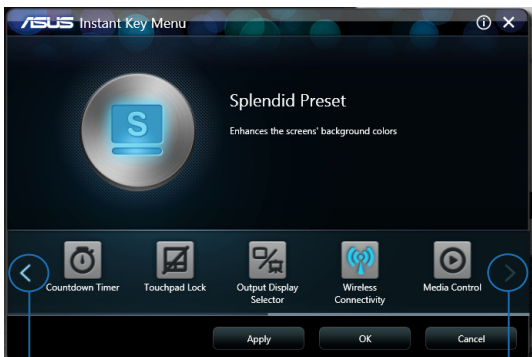 ASUS Instant Key Menu
S
Splendid Preset
Enhances the screens' background colors
Countdown Timer
Touchpad Lock
Output Display
Selector
Wireless
Connectivity
Media Control
Apply
OK
Cancel